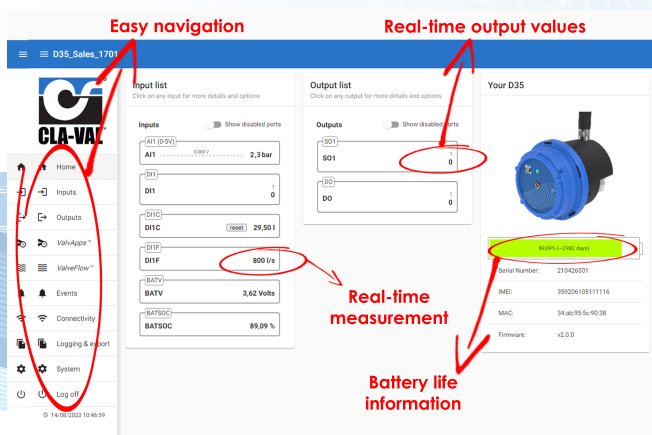 Easy navigation
Real-time output values
D35_Sales_1701
CLA-VAL
Home
Inputs
Outputs
ValvApps™
ValveFlow™
Events
Connectivity
Logging & export
System
Log off
14/08/2023 10:46:59
Input list
Click on any input for more details and options
Inputs
Show disabled ports
AI1 (0-5V)
AI1 0,008 V 2,3 bar
DI1
DI1 1
0
DI1C
DI1C reset 29,50 l
DI1F
DI1F 800 l/s
BATV
BATV 3,62 Volts
BATSOC
BATSOC 89,09 %
Output list
Click on any output for more details and options
Outputs
Show disabled ports
SO1
SO1 1
0
DO
DO 1
0
Your D35
89,09% (~2982 days)
Serial Number: 210426001
IMEI: 359206105111116
MAC: 34:ab:95:5c:90:38
Firmware: v2.0.0
Real-time
measurement
Battery life
information